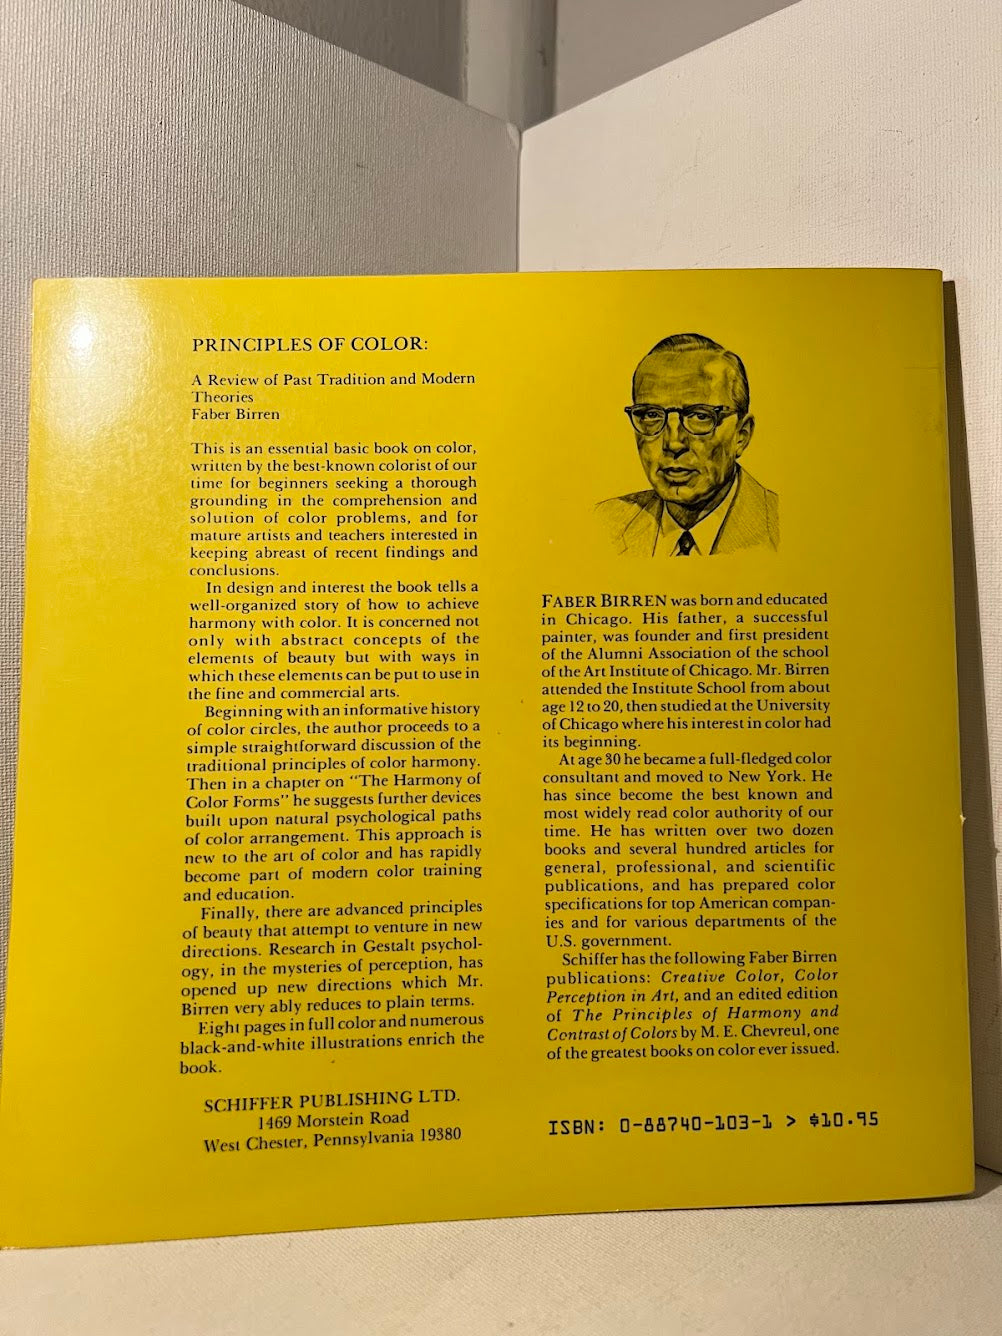 PRINCIPLES OF COLOR:
A Review of Past Tradition and Modern
Theories
Faber Birren
This is an essential basic book on color,
written by the best-known colorist of our
time for beginners seeking a thorough
grounding in the comprehension and
solution of color problems, and for
mature artists and teachers interested in
keeping abreast of recent findings and
conclusions.
In design and interest the book tells a
well-organized story of how to achieve
harmony with color. It is concerned not
only with abstract concepts of the
elements of beauty but with ways in
which these elements can be put to use in
the fine and commercial arts.
Beginning with an informative history
of color circles, the author proceeds to a
simple straightforward discussion of the
traditional principles of color harmony.
Then in a chapter on "The Harmony of
Color Forms" he suggests further devices
built upon natural psychological paths
of color arrangement. This approach is
new to the art of color and has rapidly
become part of modern color training
and education.
Finally, there are advanced principles
of beauty that attempt to venture in new
directions. Research in Gestalt psychol-
ogy, in the mysteries of perception, has
opened up new directions which Mr.
Birren very ably reduces to plain terms.
Eight pages in full color and numerous
black-and-white illustrations enrich the
book.
SCHIFFER PUBLISHING LTD.
1469 Morstein Road
West Chester, Pennsylvania 19380
FABER BIRREN was born and educated
in Chicago. His father, a successful
painter, was founder and first president
of the Alumni Association of the school
of the Art Institute of Chicago. Mr. Birren
attended the Institute School from about
age 12 to 20, then studied at the University
of Chicago where his interest in color had
its beginning.
At age 30 he became a full-fledged color
consultant and moved to New York. He
has since become the best known and
most widely read color authority of our
time. He has written over two dozen
books and several hundred articles for
general, professional, and scientific
publications, and has prepared color
specifications for top American compan-
ies and for various departments of the
U.S. government.
Schiffer has the following Faber Birren
publications: Creative Color, Color
Perception in Art, and an edited edition
of The Principles of Harmony and
Contrast of Colors by M. E. Chevreul, one
of the greatest books on color ever issued.
ISBN: 0-88740-103-1 > $10.95